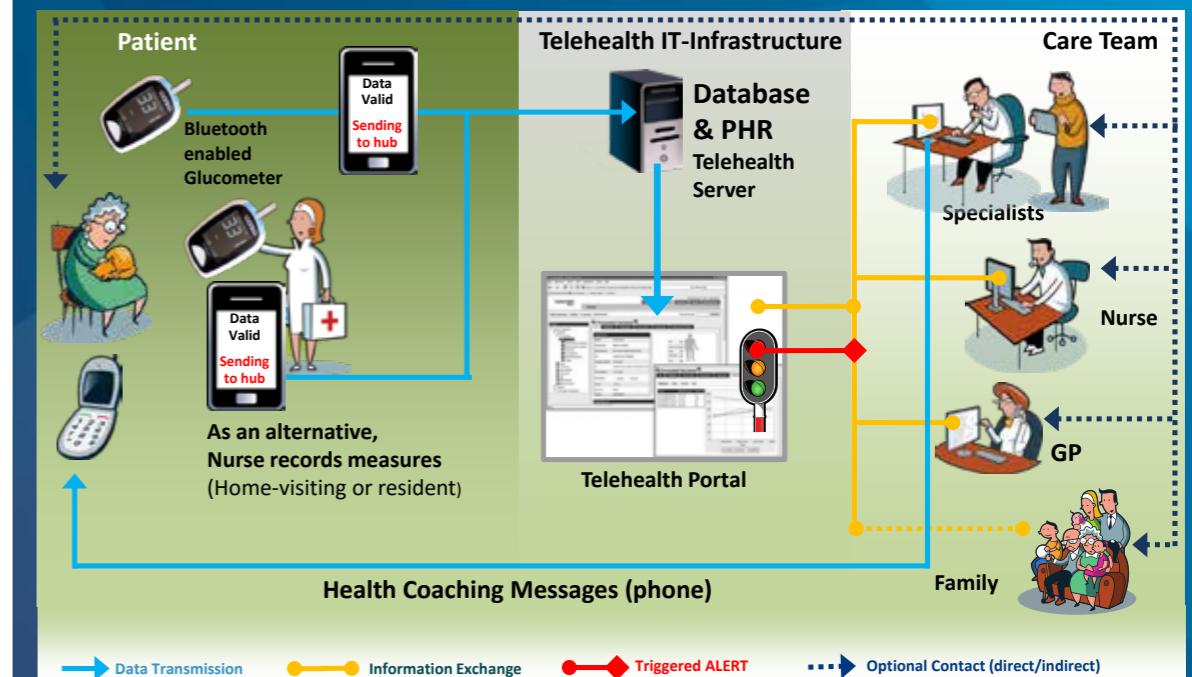 Patient
Telehealth IT-Infrastructure
Care Team
Data
Valid
Sending
to hub
Bluetooth
enabled
Glucometer
Database
& PHR
Telehealth
Server
Specialists
Data
Valid
Sending
to hub
Nurse
As an alternative,
Nurse records measures
(Home-visiting or resident)
Telehealth Portal
GP
Family
Health Coaching Messages (phone)
Data Transmission
Information Exchange
Triggered ALERT
Optional Contact (direct/indirect)